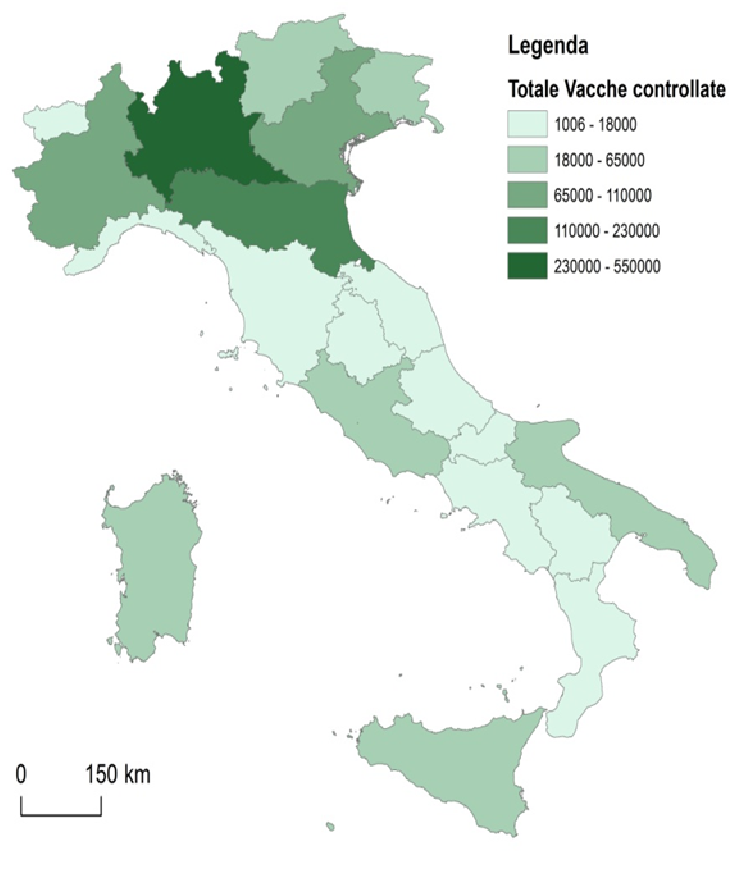 Legenda
Totale Vacche controllate
1006 - 18000
18000 - 65000
65000 - 110000
110000 - 230000
230000 - 550000
0 150 km